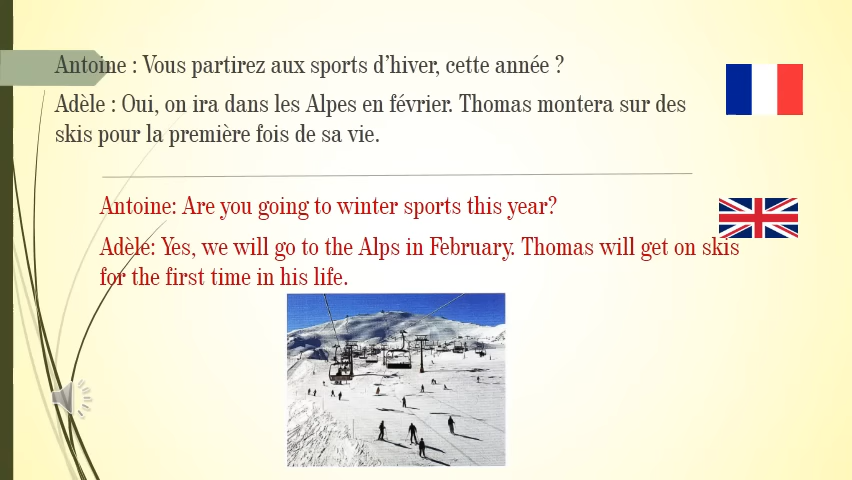 Antoine : Vous partirez aux sports d’hiver, cette année ?
Adèle : Oui, on ira dans les Alpes en février. Thomas montera sur des
skis pour la première fois de sa vie.
Antoine: Are you going to winter sports this year?
Adèle: Yes, we will go to the Alps in February. Thomas will get on skis
for the first time in his life.